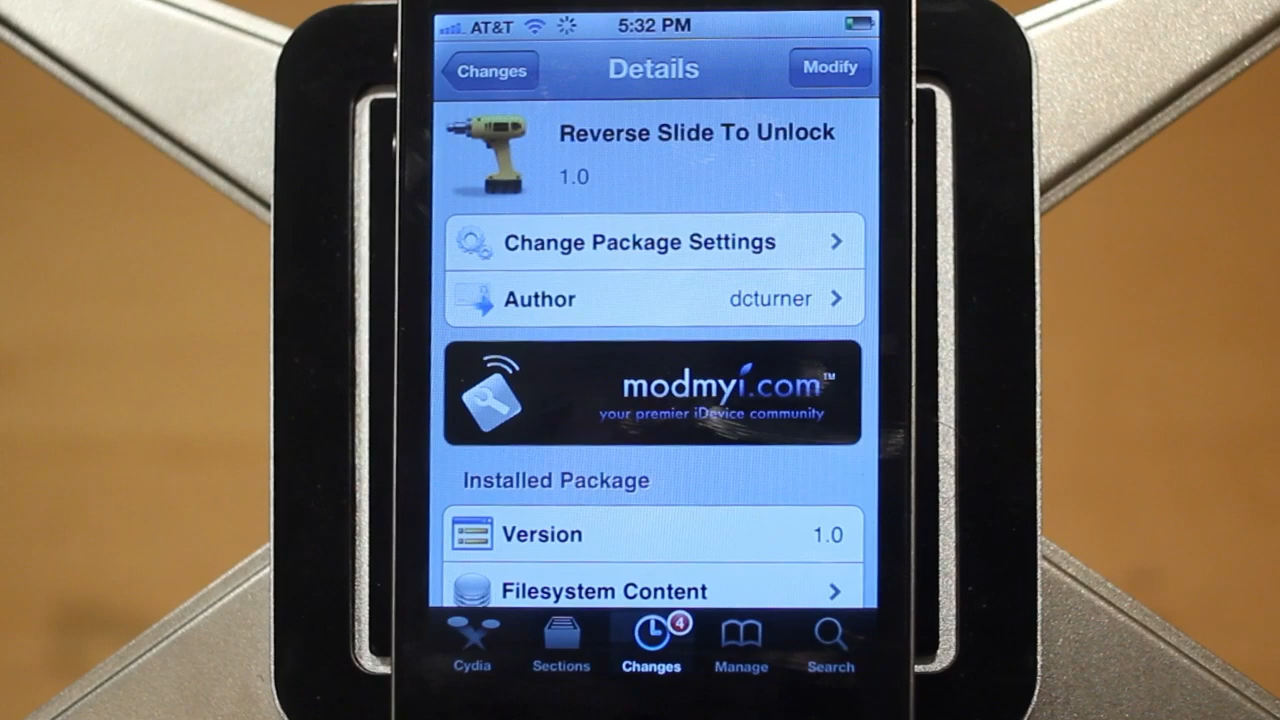 AT&T 5:32 PM
Changes Details Modify
Reverse Slide To Unlock
1.0
Change Package Settings
Author dcturner
modmyi.com™
your premier iDevice community
Installed Package
Version 1.0
Filesystem Content
4
Cydia Sections Changes Manage Search